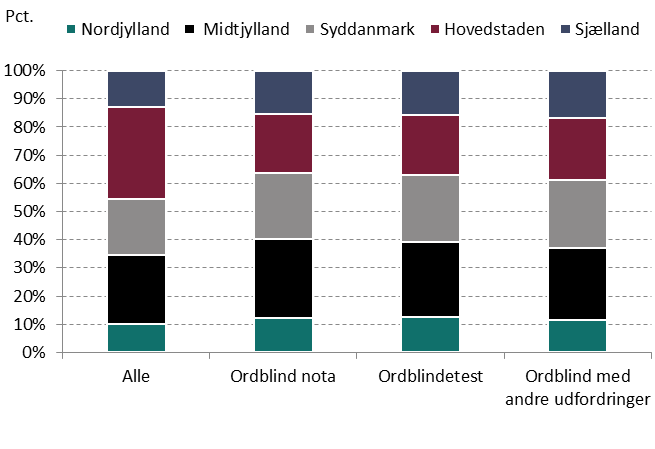 Pct.
Nordjylland Midtjylland Syddanmark Hovedstaden Sjælland
100%
90%
80%
70%
60%
50%
40%
30%
20%
10%
0%
Alle Ordblind nota Ordblindetest Ordblind med
andre udfordringer